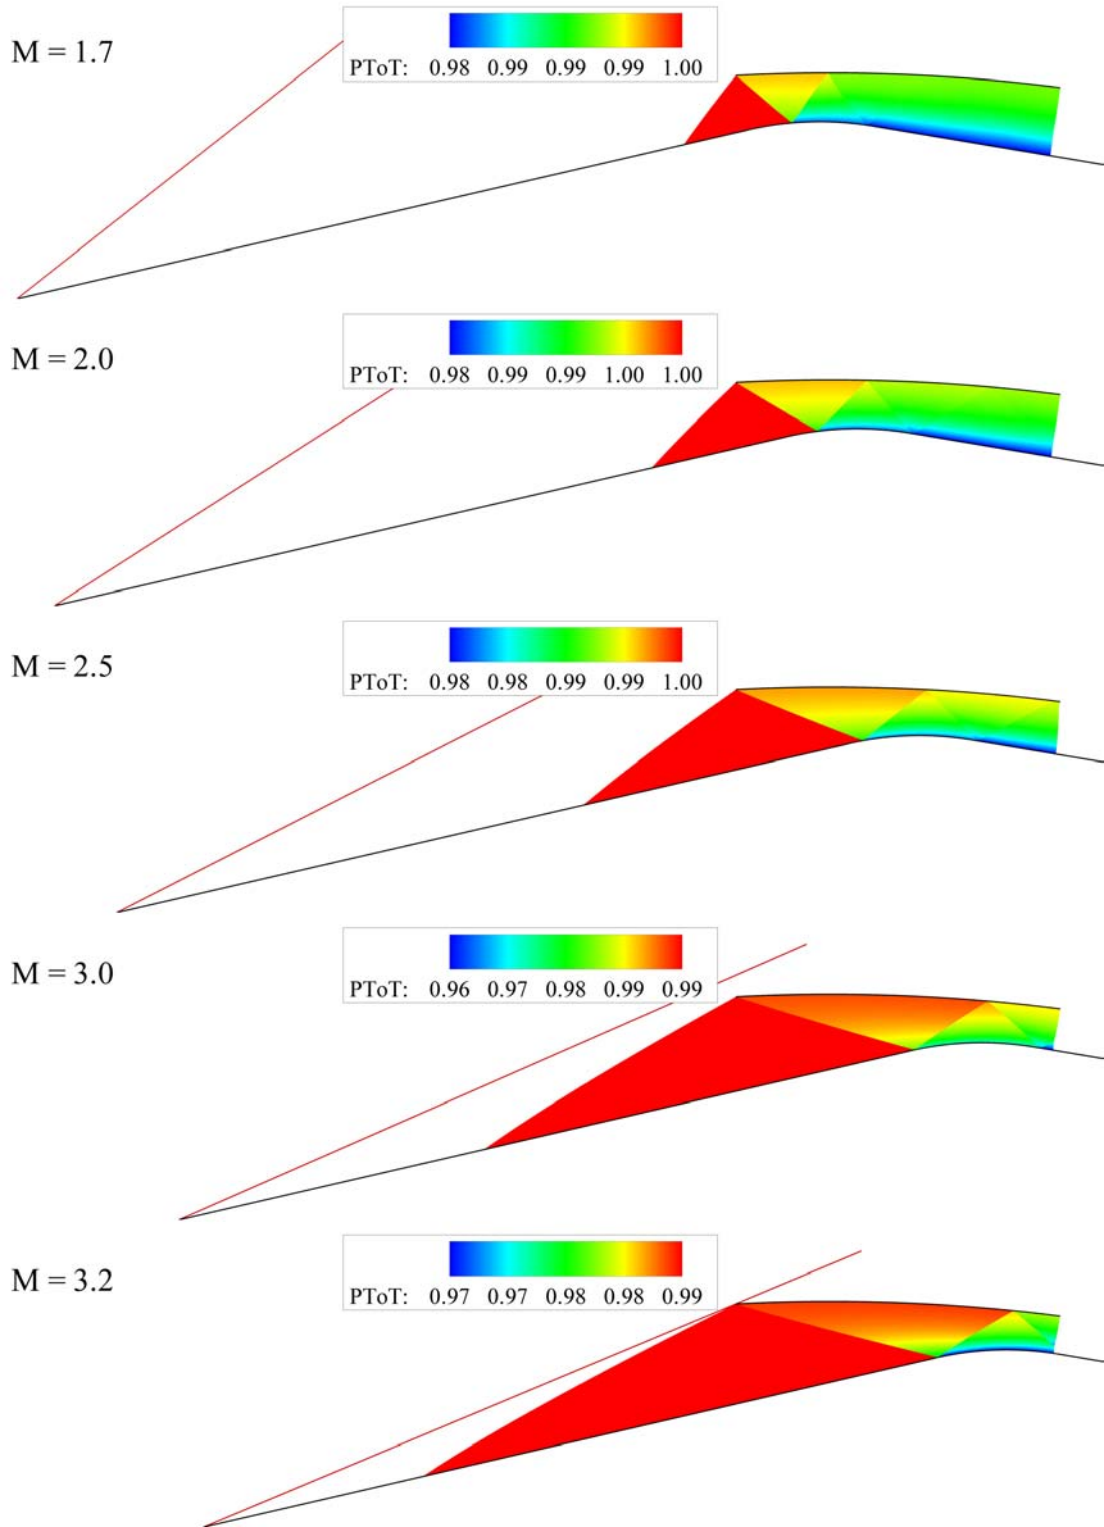 M = 1.7
PToT: 0.98 0.99 0.99 0.99 1.00
M = 2.0
PToT: 0.98 0.99 0.99 1.00 1.00
M = 2.5
PToT: 0.98 0.98 0.99 0.99 1.00
M = 3.0
PToT: 0.96 0.97 0.98 0.99 0.99
M = 3.2
PToT: 0.97 0.97 0.98 0.98 0.99